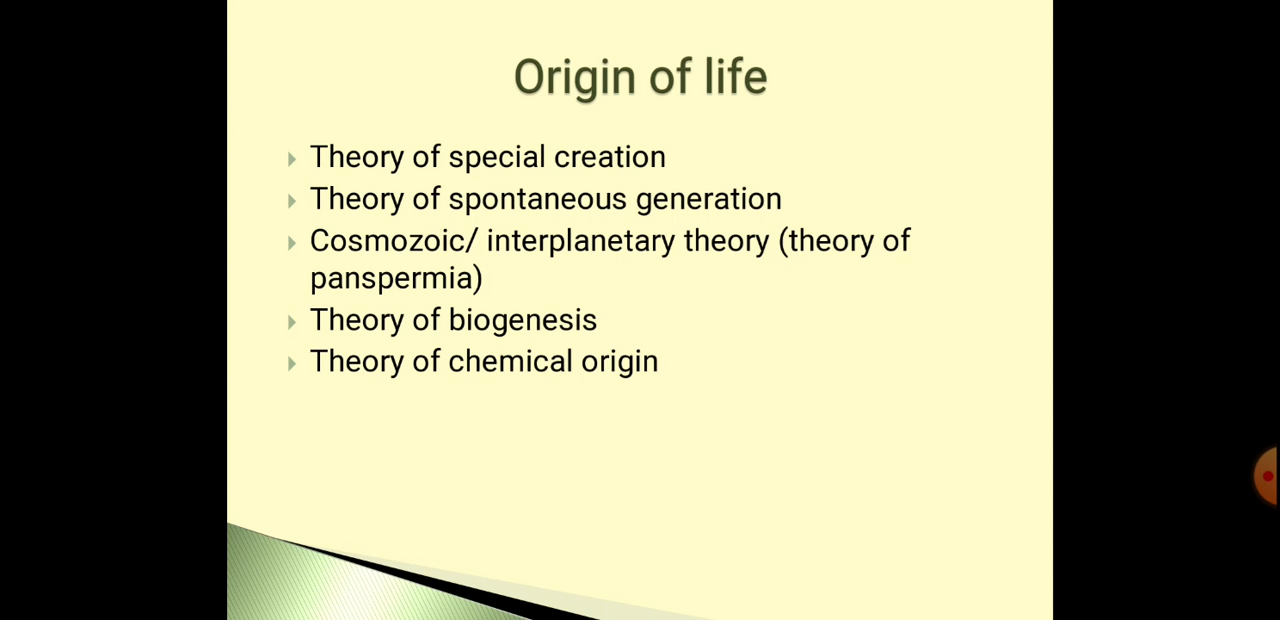 Origin of life
Theory of special creation
Theory of spontaneous generation
Cosmozoic/ interplanetary theory (theory of
panspermia)
Theory of biogenesis
Theory of chemical origin